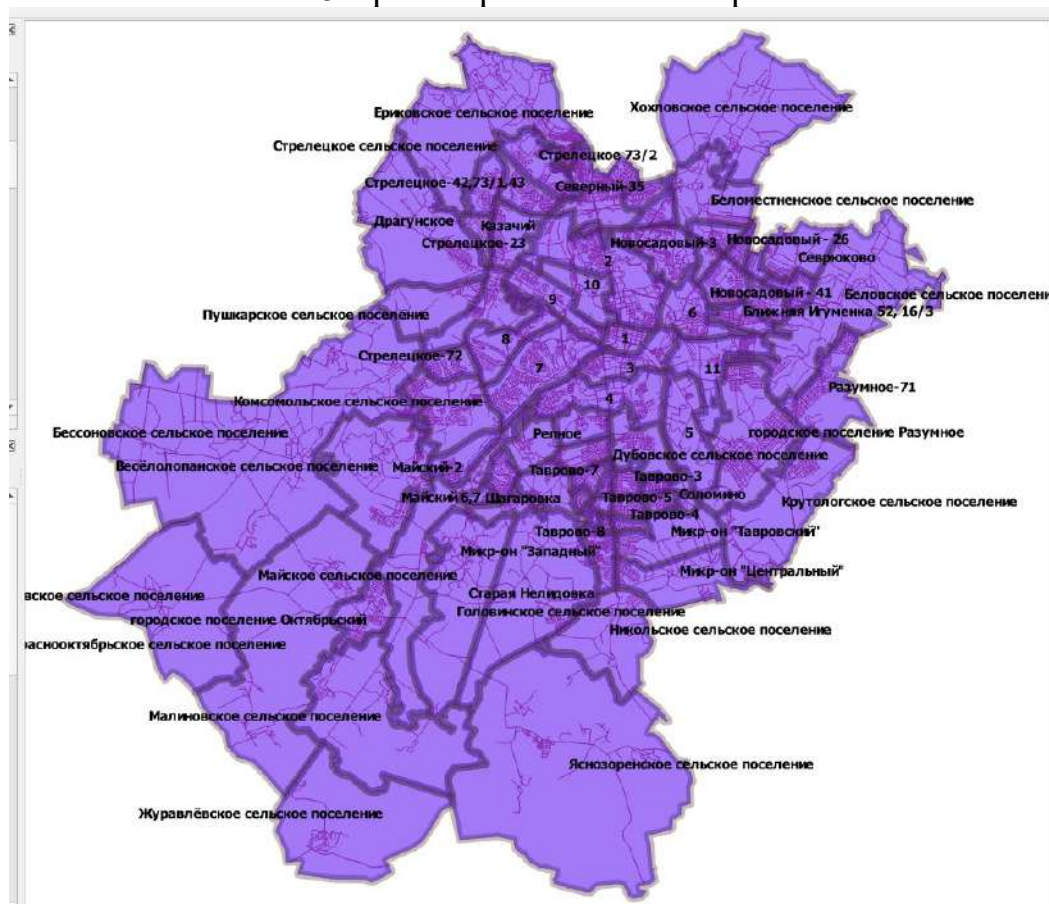 Ериковское сельское поселение
Хохловское сельское поселение
Стрелецкое сельское поселение
Стрелецкое 73/2
Стрелецкое-42,73/1,43
Северный-35
Беломестненское сельское поселение
Драгунское
Казачий
Стрелецкое-23
Новосадовый-3
Новосадовый - 26
Севрюково
2
10
9
Новосадовый - 41
Беловское сельское поселен
Пушкарское сельское поселение
6
Ближняя Игуменка 52, 16/3
8
1
Стрелецкое-72
7
3
11
Разумное-71
Комсомольское сельское поселение
4
Бессоновское сельское поселение
Репное
5
городское поселение Разумное
Дубовское сельское поселение
Весёлолопанское сельское поселение
Майский-2
Таврово-7
Таврово-3
Майский 6,7
Шагаровка
Таврово-5
Соломино
Крутологское сельское поселение
Таврово-4
Таврово-8
Микр-он "Тавровский"
Микр-он "Западный"
Майское сельское поселение
Микр-он "Центральный"
вское сельское поселение
Старая Нелидовка
городское поселение Октябрьский
Головинское сельское поселение
Никольское сельское поселение
раснооктябрьское сельское поселение
Малиновское сельское поселение
Яснозоренское сельское поселение
Журавлёвское сельское поселение